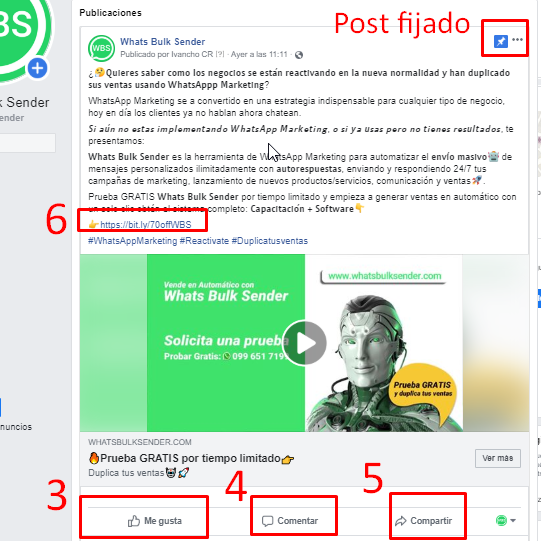 Publicaciones
Post fijado
WBS
Whats Bulk Sender
Publicado por Ivancho CR [?] · Ayer a las 11:11 ·
¿🤔Quieres saber como los negocios se están reactivando en la nueva normalidad y han duplicado
sus ventas usando WhatsAppp Marketing?
WhatsApp Marketing se a convertido en una estrategia indispensable para cualquier tipo de negocio,
hoy en día los clientes ya no hablan ahora chatean.
Si aún no estas implementando WhatsApp Marketing, o si ya usas pero no tienes resultados, te
presentamos:
Whats Bulk Sender es la herramienta de WhatsApp Marketing para automatizar el envío masivo🤖 de
mensajes personalizados ilimitadamente con autorespuestas, enviando y respondiendo 24/7 tus
campañas de marketing, lanzamiento de nuevos productos/servicios, comunicación y ventas🚀.
Prueba GRATIS Whats Bulk Sender por tiempo limitado y empieza a generar ventas en automático con
un solo clic obtén el sistema completo: Capacitación + Software👇
6
👉https://bit.ly/70offWBS
#WhatsAppMarketing #Reactivate #Duplicatusventas
BS
k Sender
ender
nuncios
www.whatsbulksender.com
Vende en Automático con
Whats Bulk Sender
Solicita una prueba
Probar Gratis: 099 651 7199
Prueba GRATIS
y duplica tus ventas
WHATSBULKSENDER.COM
🔥Prueba GRATIS por tiempo limitado👉
Duplica tus ventas😈🚀
Ver más
3
4
5
Me gusta
Comentar
Compartir